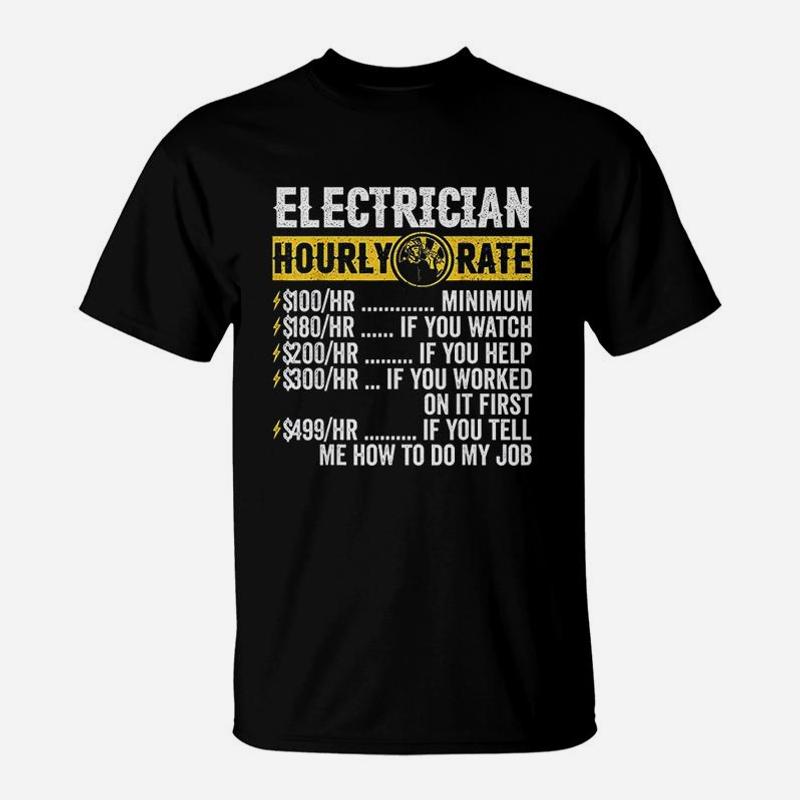 ELECTRICIAN
HOURLY RATE
$100/HR ............. MINIMUM
$180/HR ...... IF YOU WATCH
$200/HR ......... IF YOU HELP
$300/HR ... IF YOU WORKED
ON IT FIRST
$499/HR .......... IF YOU TELL
ME HOW TO DO MY JOB